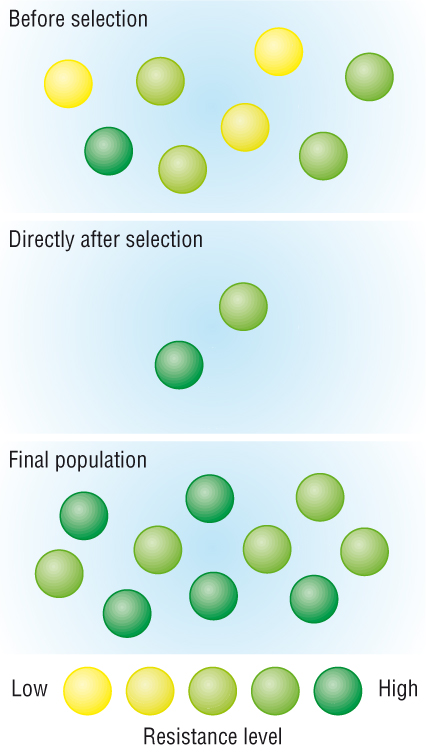 Before selection
Directly after selection
Final population
Low High
Resistance level